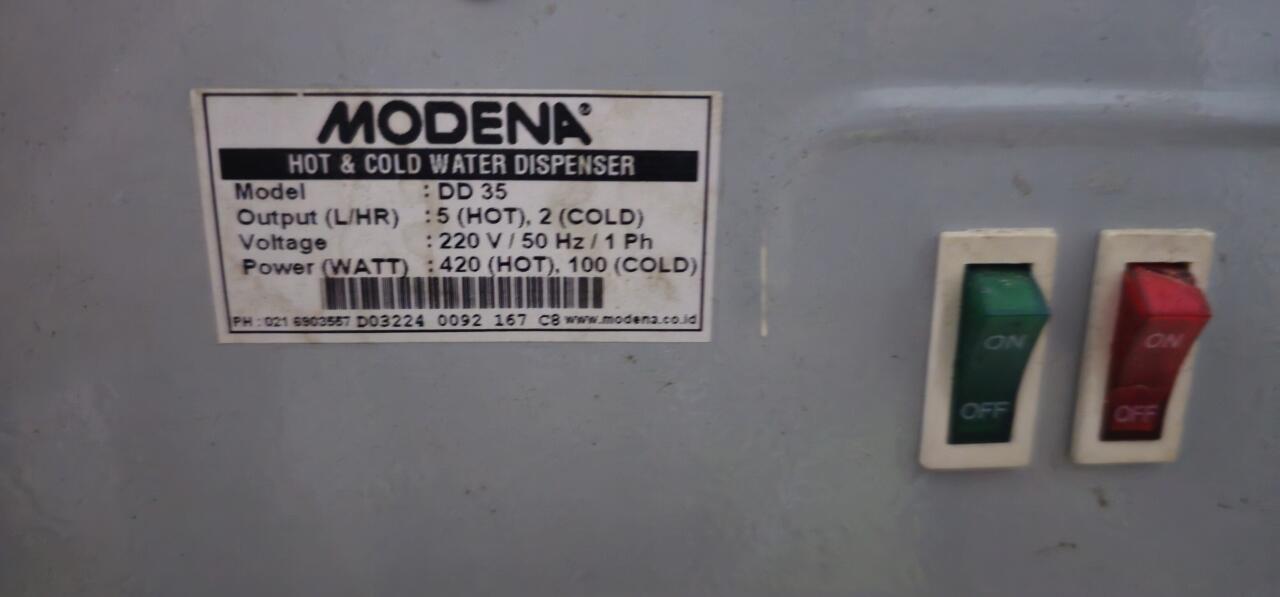 MODENA®
HOT & COLD WATER DISPENSER
Model : DD 35
Output (L/HR) : 5 (HOT), 2 (COLD)
Voltage : 220 V / 50 Hz / 1 Ph
Power (WATT) : 420 (HOT), 100 (COLD)
PH : 021 6903567 D03224 0092 167 C8 www.modena.co.id
ON ON
OFF OFF